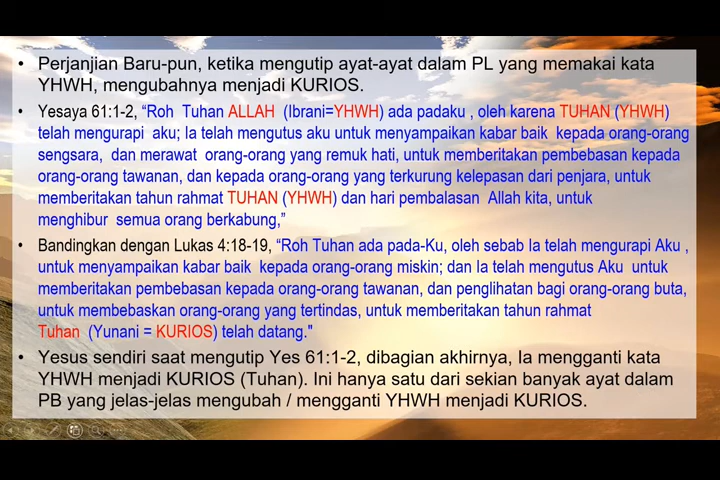 • Perjanjian Baru-pun, ketika mengutip ayat-ayat dalam PL yang memakai kata
YHWH, mengubahnya menjadi KURIOS.
• Yesaya 61:1-2, “Roh  Tuhan ALLAH  (Ibrani=YHWH) ada padaku , oleh karena TUHAN (YHWH)
telah mengurapi  aku; Ia telah mengutus aku untuk menyampaikan kabar baik  kepada orang-orang
sengsara,  dan merawat  orang-orang yang remuk hati, untuk memberitakan pembebasan kepada
orang-orang tawanan, dan kepada orang-orang yang terkurung kelepasan dari penjara, untuk
memberitakan tahun rahmat TUHAN (YHWH) dan hari pembalasan  Allah kita, untuk
menghibur  semua orang berkabung,”
• Bandingkan dengan Lukas 4:18-19, “Roh Tuhan ada pada-Ku, oleh sebab Ia telah mengurapi Aku ,
untuk menyampaikan kabar baik  kepada orang-orang miskin; dan Ia telah mengutus Aku  untuk
memberitakan pembebasan kepada orang-orang tawanan, dan penglihatan bagi orang-orang buta,
untuk membebaskan orang-orang yang tertindas, untuk memberitakan tahun rahmat
Tuhan  (Yunani = KURIOS) telah datang."
• Yesus sendiri saat mengutip Yes 61:1-2, dibagian akhirnya, Ia mengganti kata
YHWH menjadi KURIOS (Tuhan). Ini hanya satu dari sekian banyak ayat dalam
PB yang jelas-jelas mengubah / mengganti YHWH menjadi KURIOS.